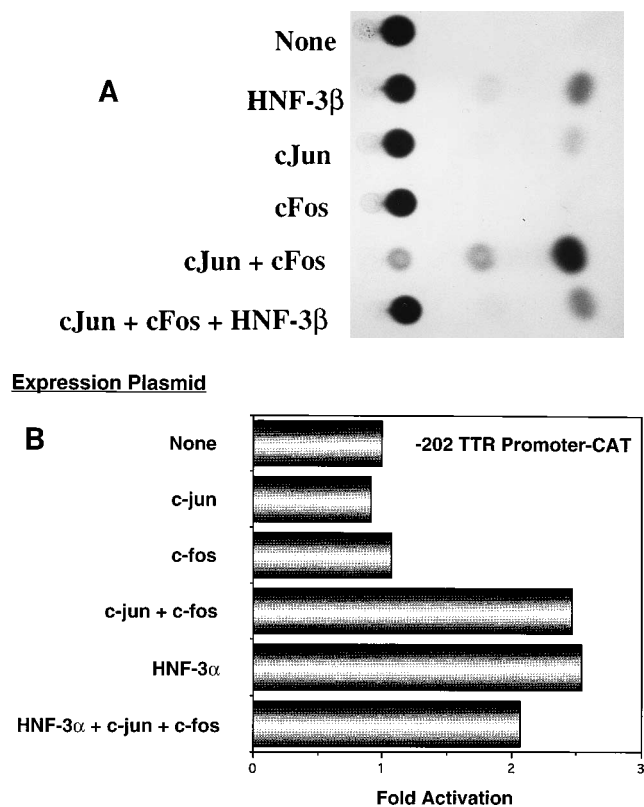 None
A
HNF-3β
cJun
cFos
cJun + cFos
cJun + cFos + HNF-3β
Expression Plasmid
B
None
-202 TTR Promoter-CAT
c-jun
c-fos
c-jun + c-fos
HNF-3α
HNF-3α + c-jun + c-fos
0 1 2 3
Fold Activation